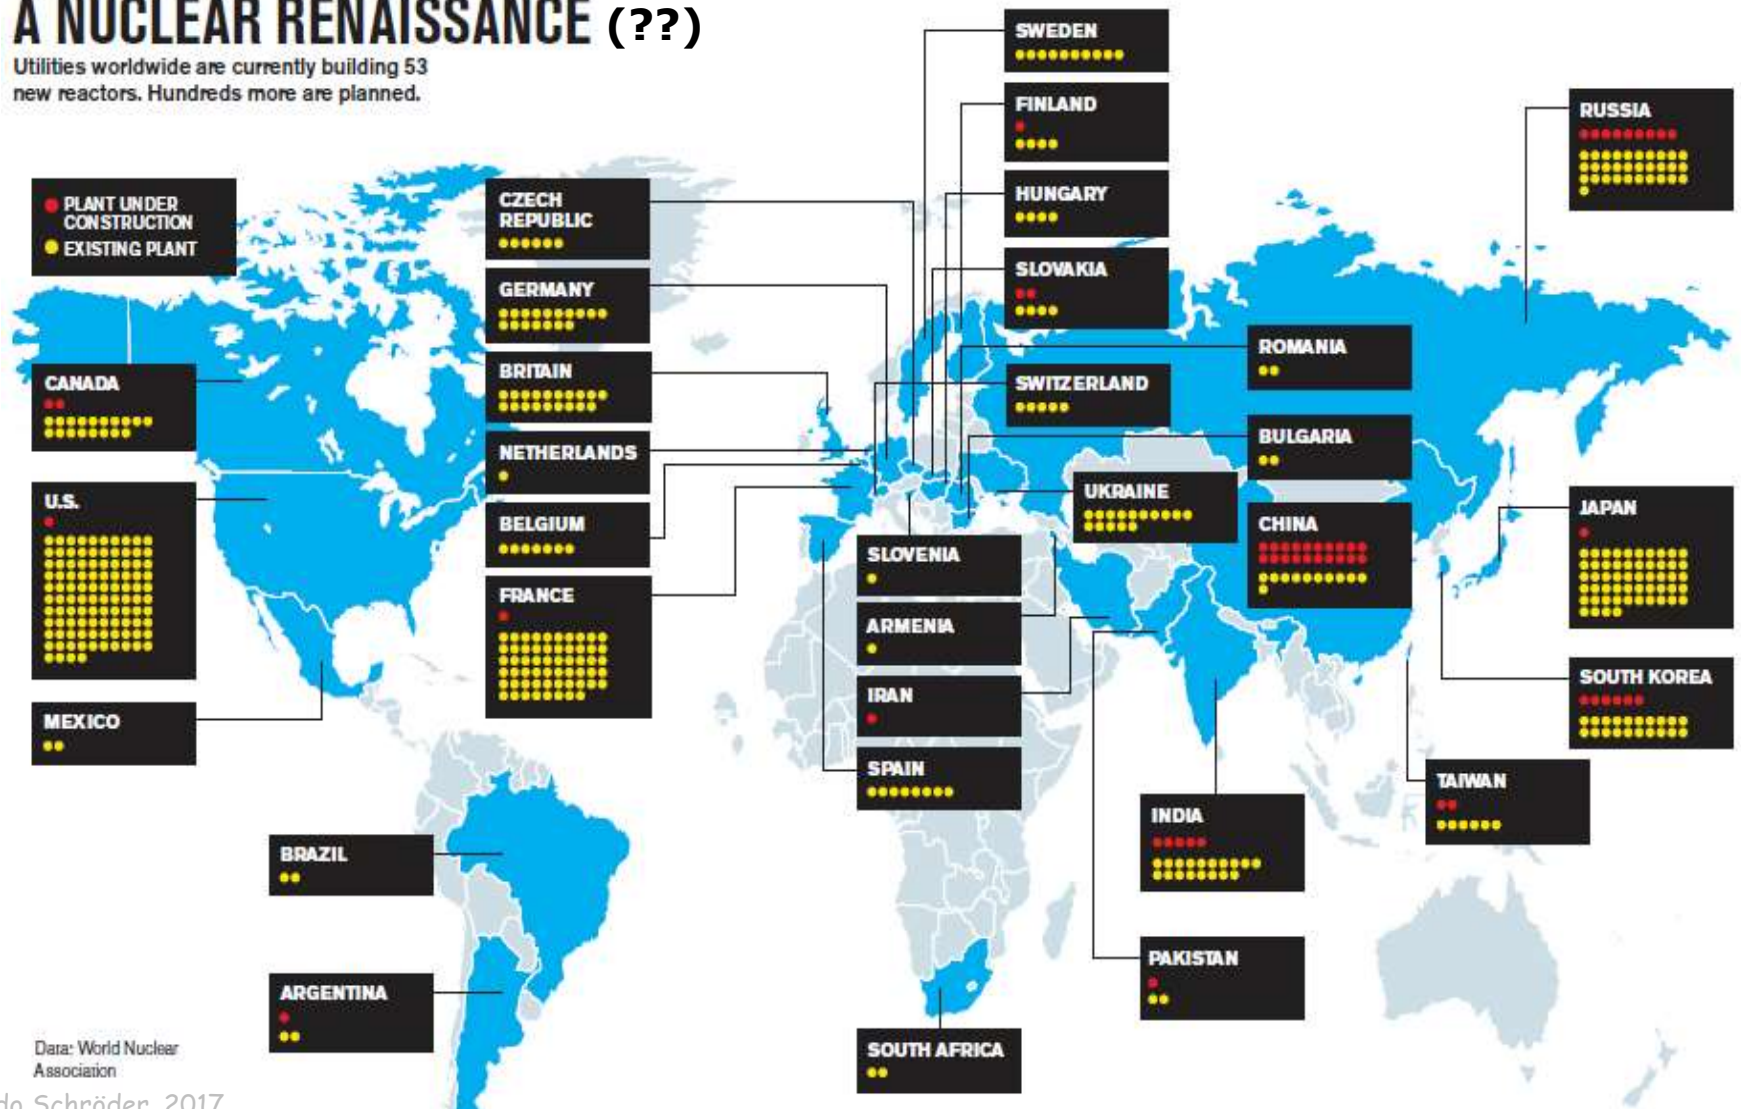 A NUCLEAR RENAISSANCE (??)
Utilities worldwide are currently building 53
new reactors. Hundreds more are planned.
PLANT UNDER
CONSTRUCTION
EXISTING PLANT
CANADA
U.S.
MEXICO
BRAZIL
ARGENTINA
CZECH
REPUBLIC
GERMANY
BRITAIN
NETHERLANDS
BELGIUM
FRANCE
SWEDEN
FINLAND
HUNGARY
SLOVAKIA
SWITZERLAND
ROMANIA
BULGARIA
UKRAINE
CHINA
SLOVENIA
ARMENIA
IRAN
SPAIN
SOUTH AFRICA
RUSSIA
JAPAN
SOUTH KOREA
TAIWAN
INDIA
PAKISTAN
Data: World Nuclear
Association
Schröder, 2017